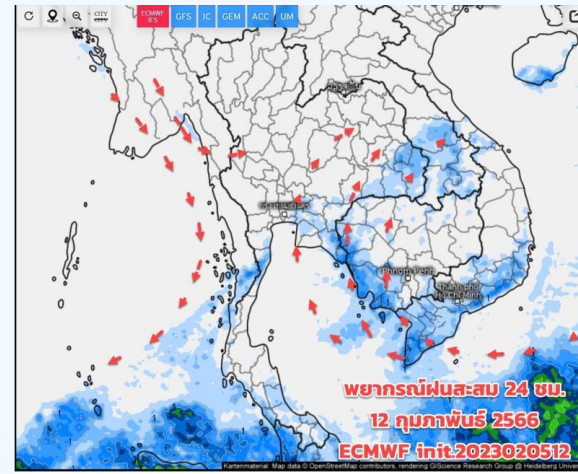 CITY
CITY
ECMWF
IFS
GFS
IC
GEM
ACC
UM
Phnom Penh
Thành phố
Hồ Chí Minh
พยากรณ์ฝนสะสม 24 ชม.
12 กุมภาพันธ์ 2566
ECMWF init.2023020512
Kartenmaterial Map data © OpenStreetMap contributors, rendering GIScience Research Group @ Heidelberg Univer